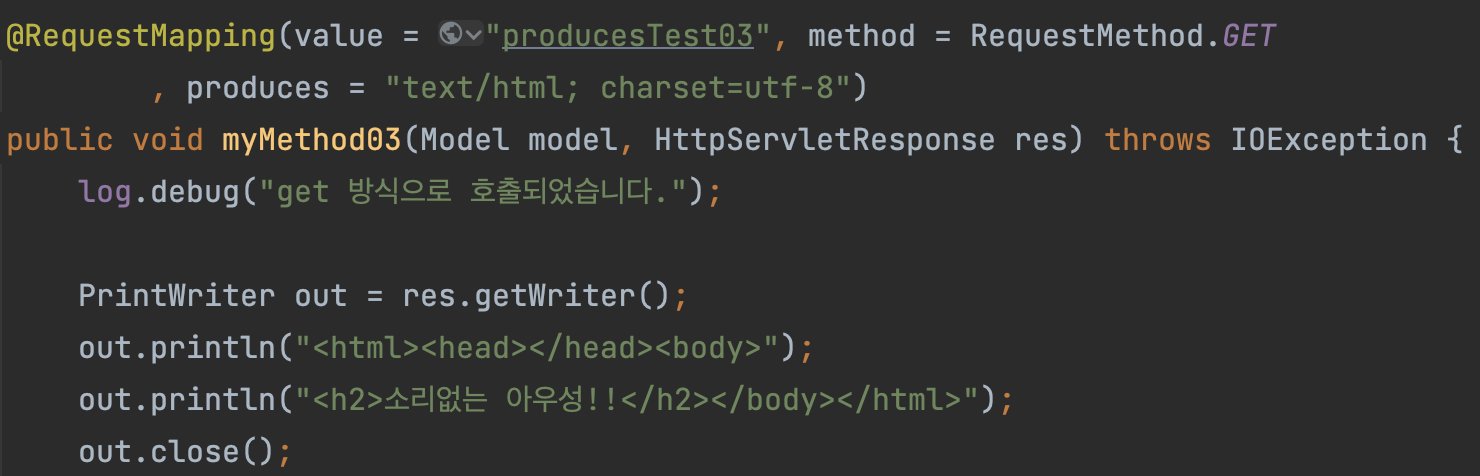 @RequestMapping(value = "producesTest03", method = RequestMethod.GET
, produces = "text/html; charset=utf-8")
public void myMethod03(Model model, HttpServletResponse res) throws IOException {
log.debug("get 방식으로 호출되었습니다.");
PrintWriter out = res.getWriter();
out.println("<html><head></head><body>");
out.println("<h2>소리없는 아우성!!</h2></body></html>");
out.close();